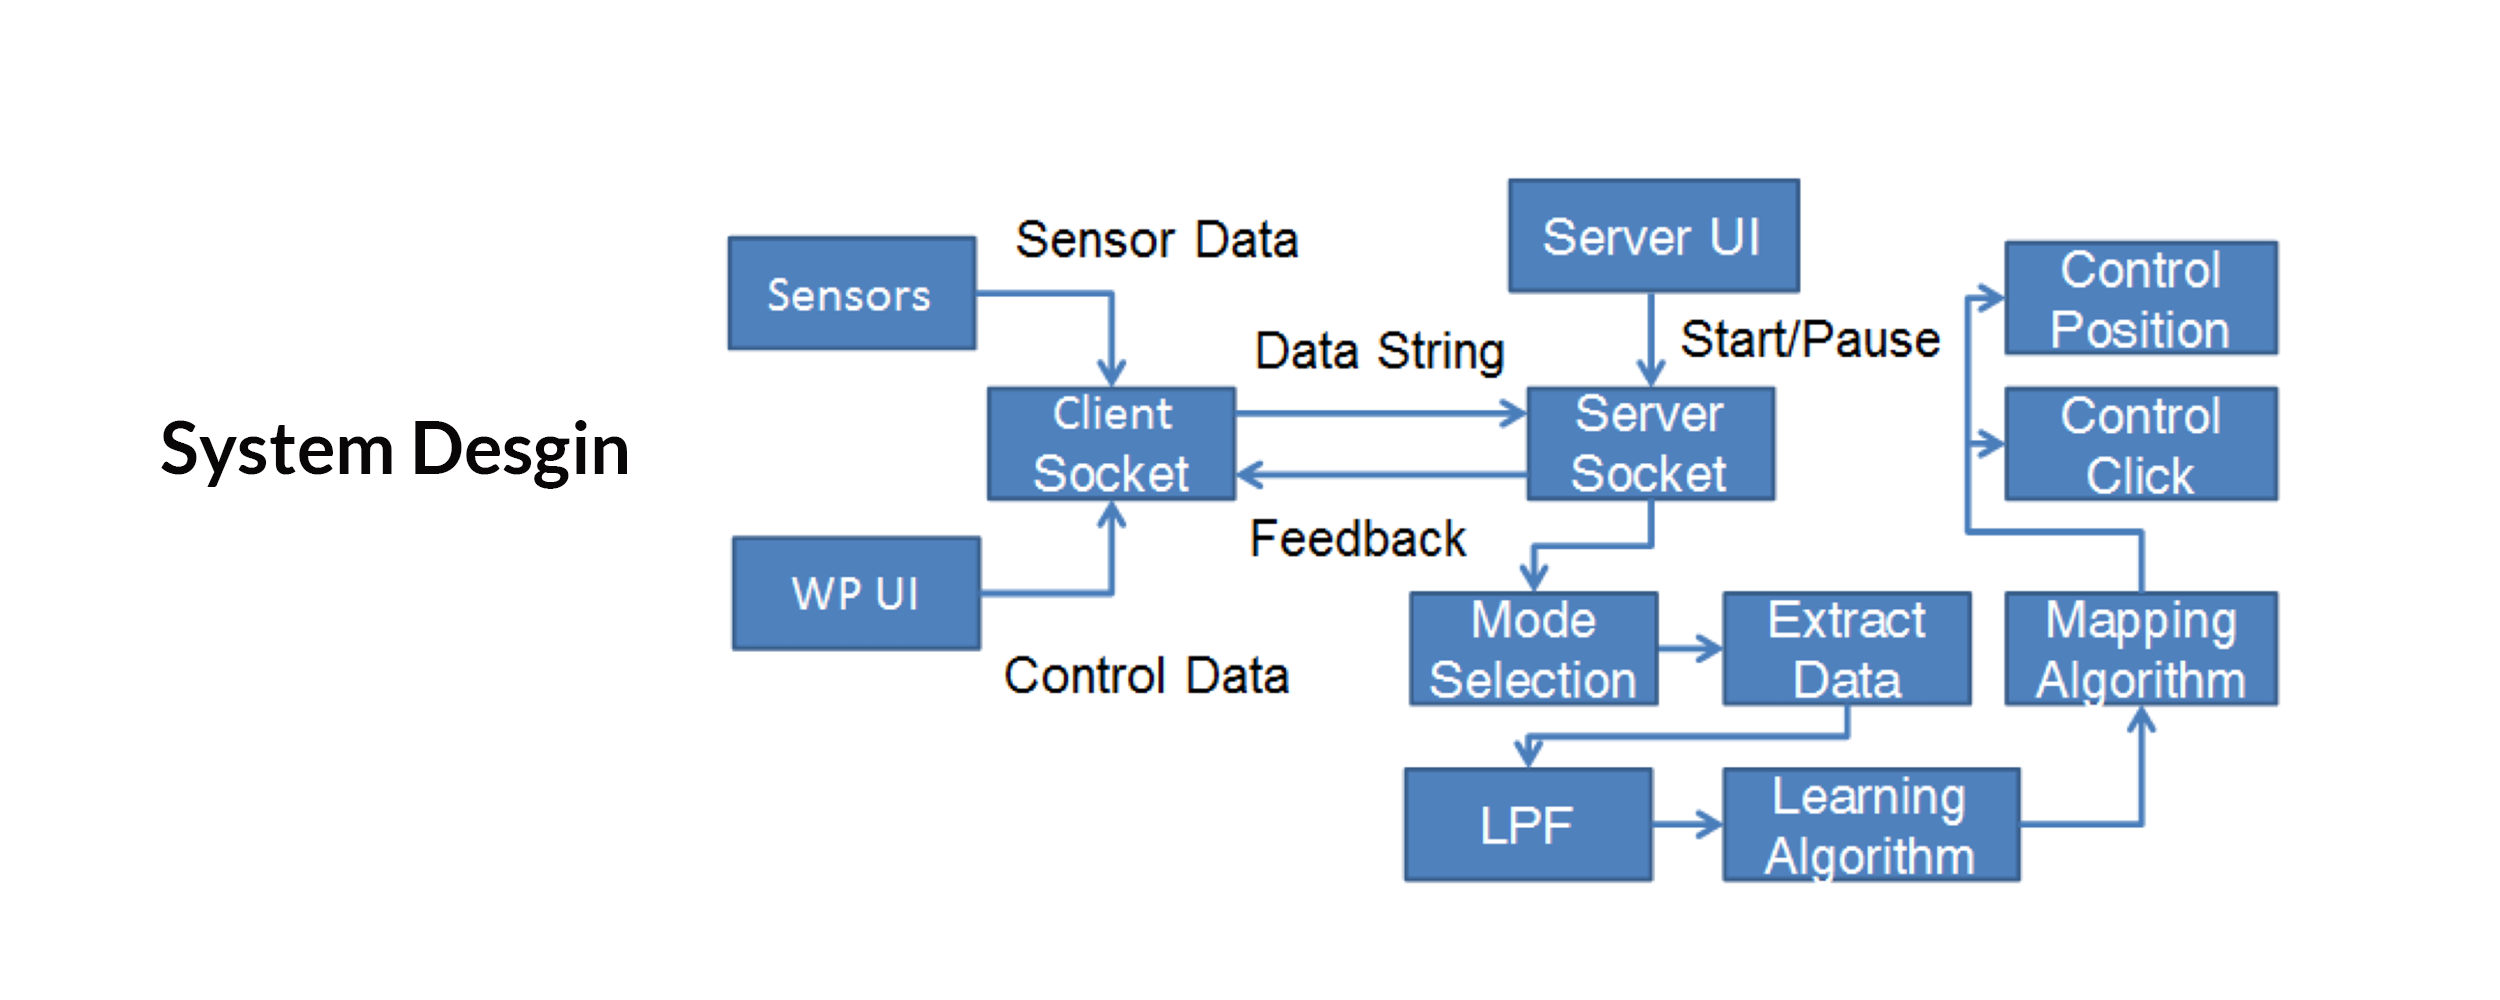 System Desgin
Sensors
Sensor Data
Client
Socket
WP UI
Control Data
Data String
Feedback
Server UI
Start/Pause
Server
Socket
Mode
Selection
Extract
Data
LPF
Learning
Algorithm
Mapping
Algorithm
Control
Position
Control
Click